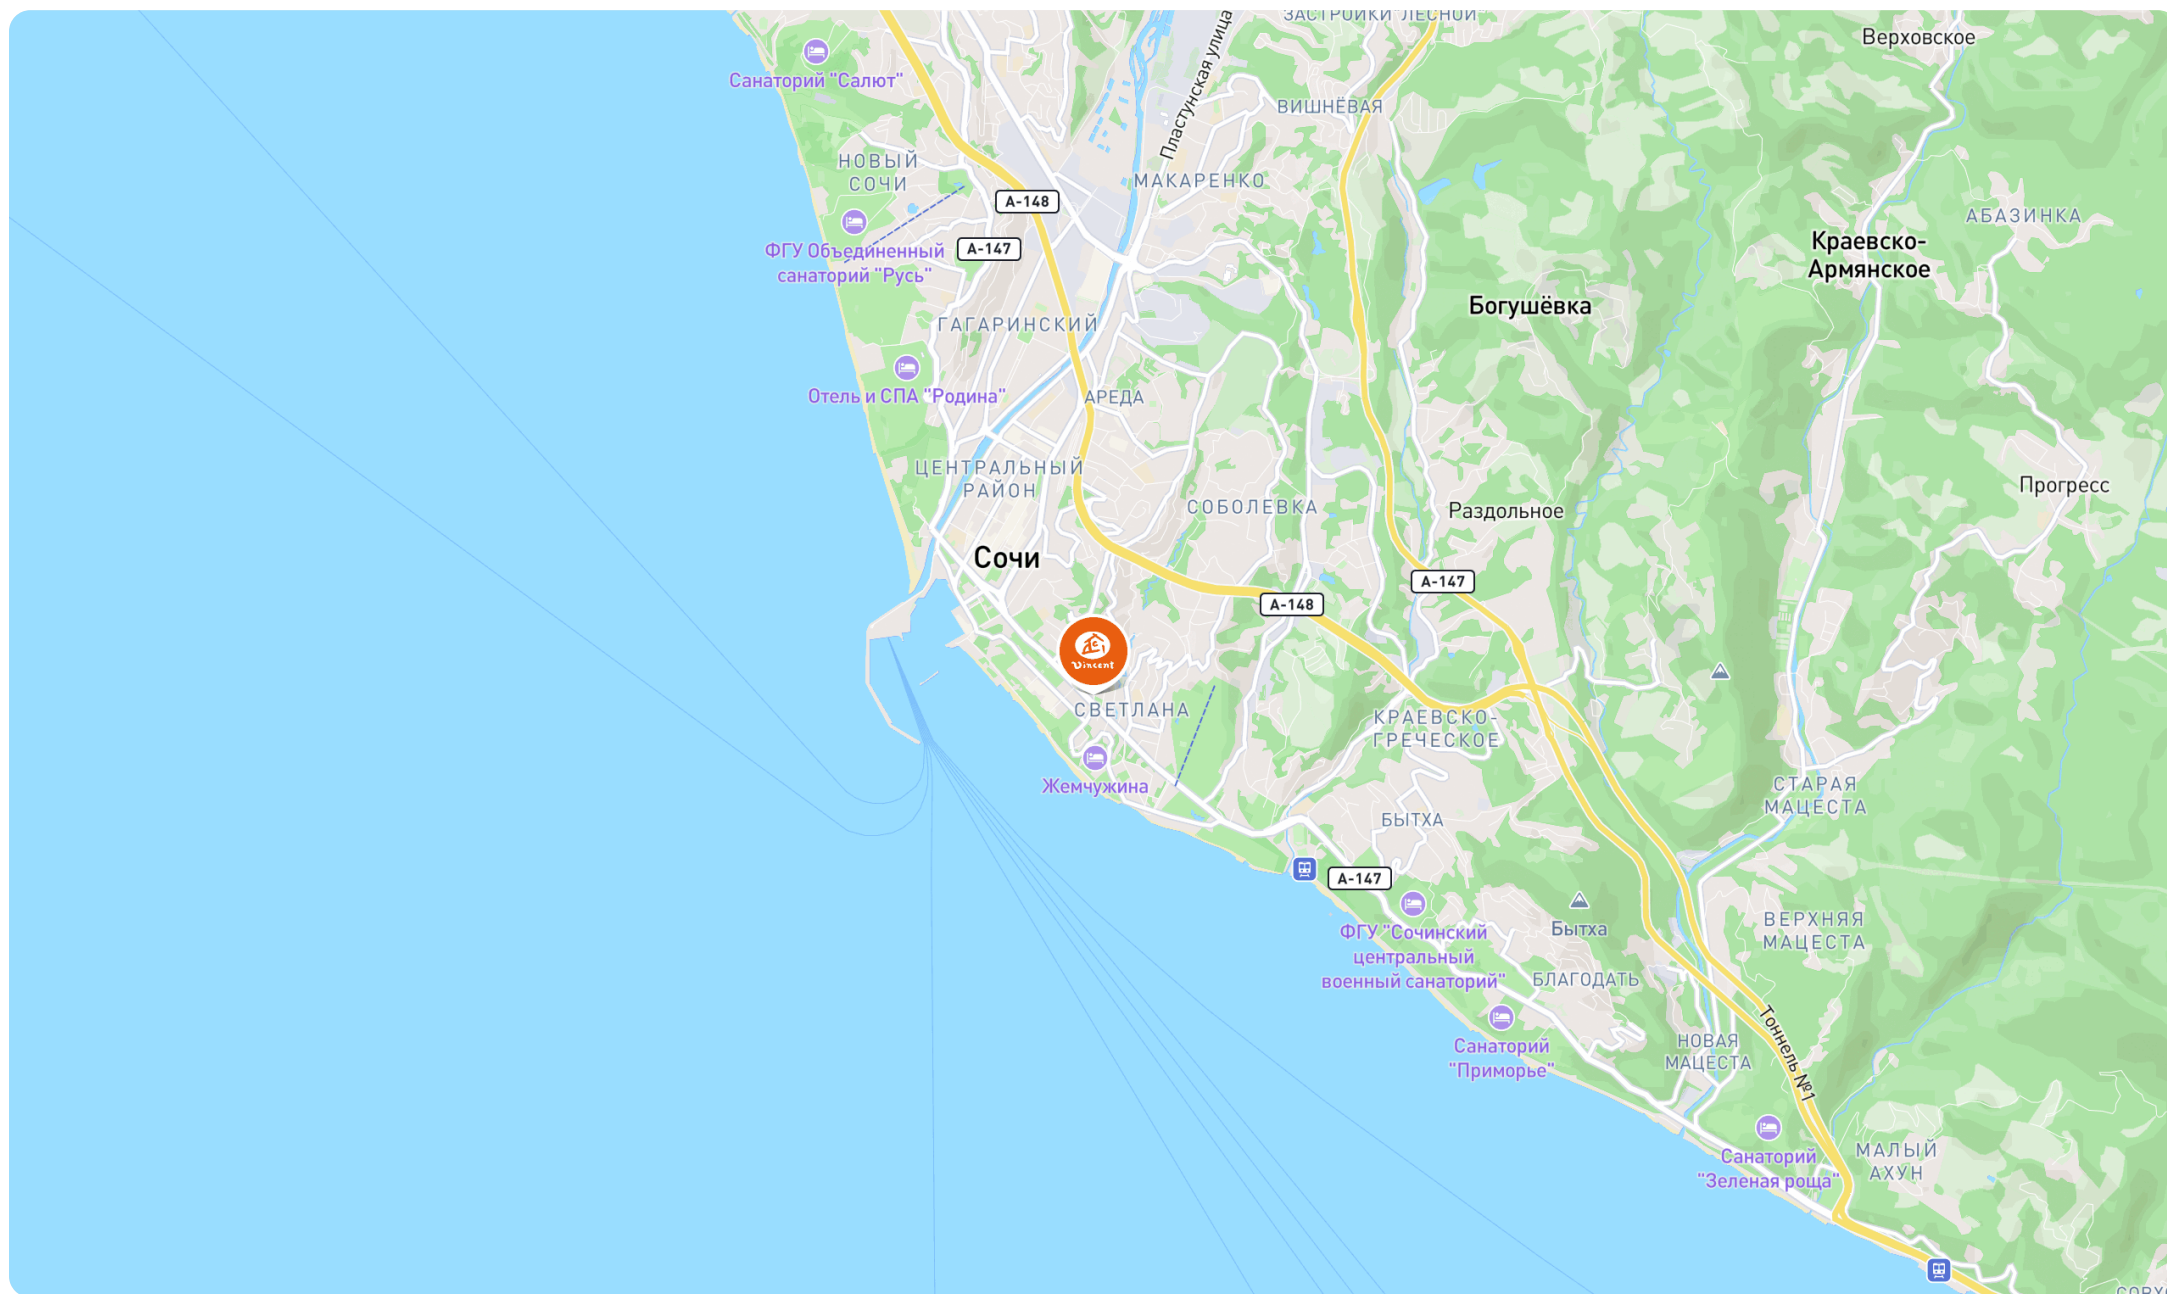 ЗАСТРОЙКИ ЛЕСНОЙ
Верховское
Санаторий "Салют"
Пластунская улица
ВИШНЁВАЯ
НОВЫЙ
СОЧИ
МАКАРЕНКО
А-148
АБАЗИНКА
ФГУ Объединенный
санаторий "Русь"
А-147
Краевско-
Армянское
Богушёвка
ГАГАРИНСКИЙ
Отель и СПА "Родина"
АРЕДА
ЦЕНТРАЛЬНЫЙ
РАЙОН
Прогресс
СОБОЛЕВКА
Раздольное
Сочи
А-147
А-148
Vincent
СВЕТЛАНА
КРАЕВСКО-
ГРЕЧЕСКОЕ
Жемчужина
СТАРАЯ
МАЦЕСТА
БЫТХА
А-147
ФГУ "Сочинский
центральный
военный санаторий"
Бытха
ВЕРХНЯЯ
МАЦЕСТА
БЛАГОДАТЬ
Санаторий
"Приморье"
НОВАЯ
МАЦЕСТА
Тоннель №1
Санаторий
"Зеленая роща"
МАЛЫЙ
АХУН